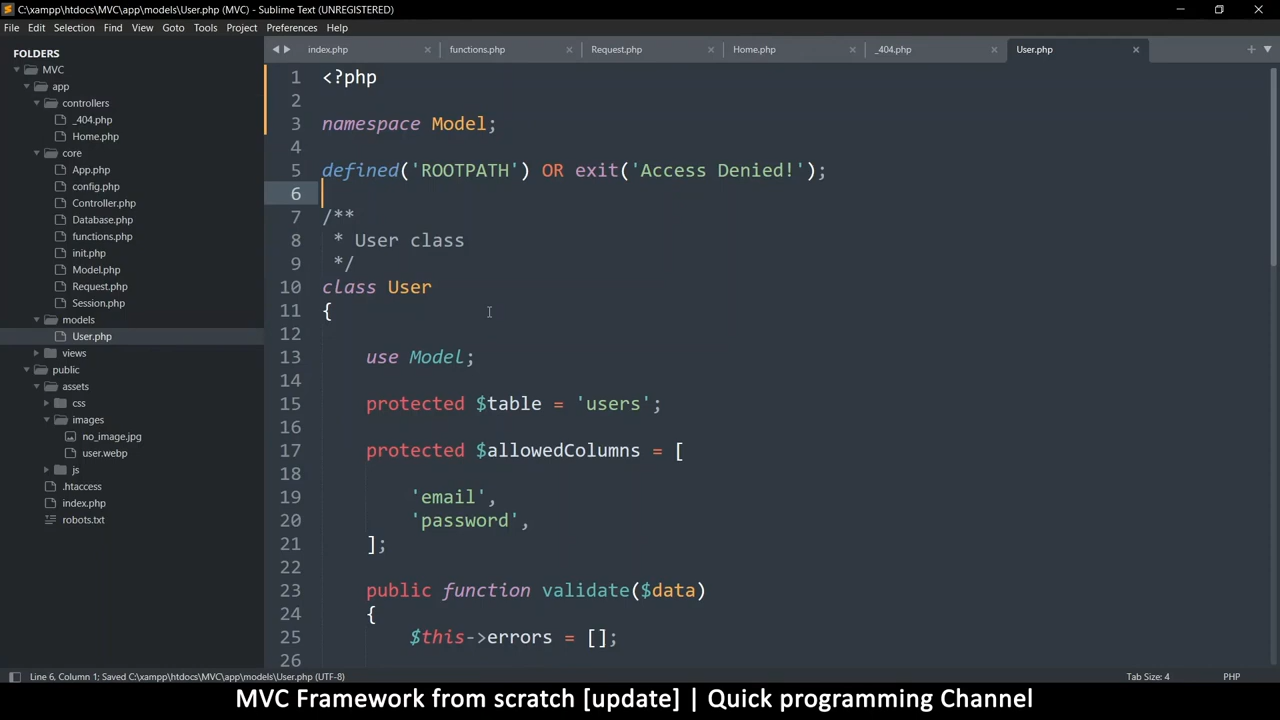 C:\xampp\htdocs\MVC\app\models\User.php (MVC) - Sublime Text (UNREGISTERED)
File Edit Selection Find View Goto Tools Project Preferences Help
FOLDERS
MVC
app
controllers
_404.php
Home.php
core
App.php
config.php
Controller.php
Database.php
functions.php
init.php
Model.php
Request.php
Session.php
models
User.php
views
public
assets
css
images
no_image.jpg
user.webp
js
.htaccess
index.php
robots.txt
index.php functions.php Request.php Home.php _404.php User.php
1 <?php
2
3 namespace Model;
4
5 defined('ROOTPATH') OR exit('Access Denied!');
6
7 /**
8 * User class
9 */
10 class User
11 {
12
13 use Model;
14
15 protected $table = 'users';
16
17 protected $allowedColumns = [
18
19 'email',
20 'password',
21 ];
22
23 public function validate($data)
24 {
25 $this->errors = [];
26
Line 6, Column 1; Saved C:\xampp\htdocs\MVC\app\models\User.php (UTF-8) Tab Size: 4 PHP
MVC Framework from scratch [update] | Quick programming Channel